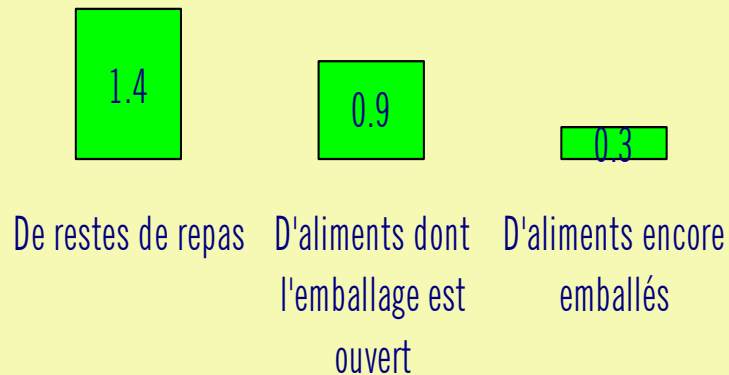 1.4
0.9
0.3
De restes de repas
D'aliments dont
l'emballage est
ouvert
D'aliments encore
emballés